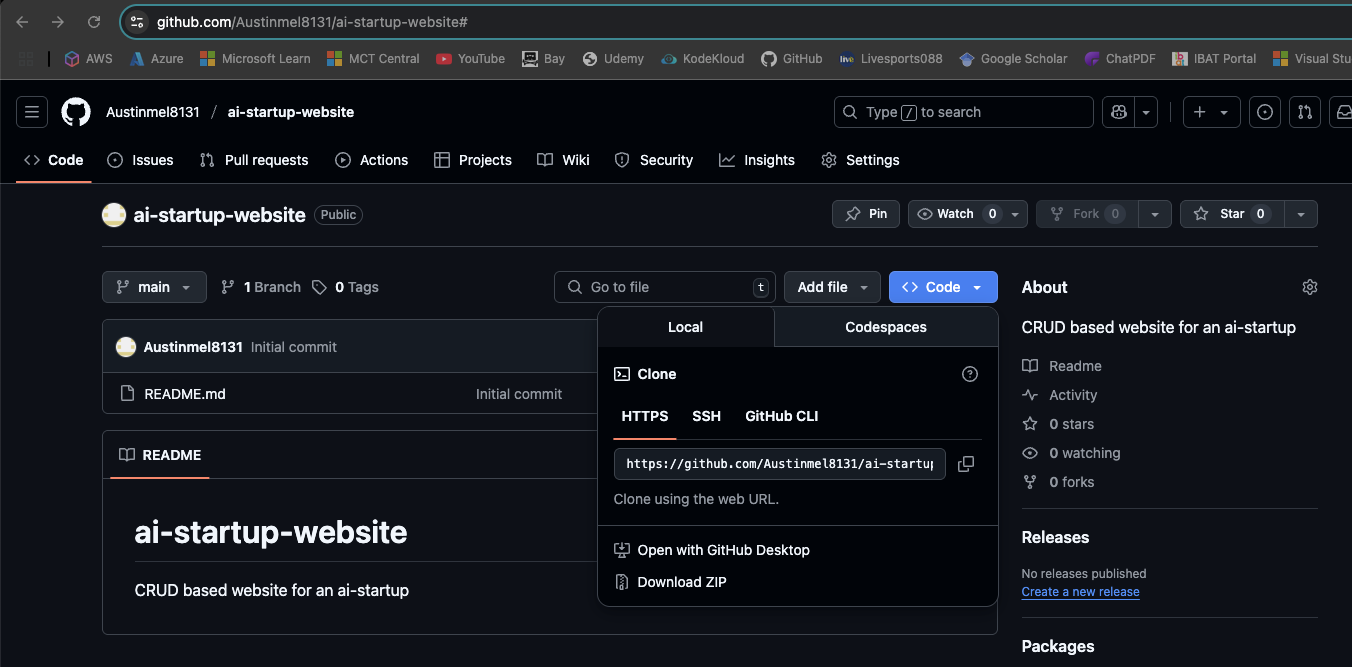 github.com/Austinmel8131/ai-startup-website#
AWS Azure Microsoft Learn MCT Central YouTube Bay Udemy KodeKloud GitHub live Livesports088 Google Scholar ChatPDF IBAT Portal Visual Stu
Austinmel8131 / ai-startup-website Type / to search
Code Issues Pull requests Actions Projects Wiki Security Insights Settings
ai-startup-website Public Pin Watch 0 Fork 0 Star 0
main 1 Branch 0 Tags Go to file t Add file Code
Local Codespaces
Austinmel8131 Initial commit
README.md Initial commit
Clone
HTTPS SSH GitHub CLI
https://github.com/Austinmel8131/ai-startup
Clone using the web URL.
Open with GitHub Desktop
Download ZIP
README
ai-startup-website
CRUD based website for an ai-startup
About
CRUD based website for an ai-startup
Readme
Activity
0 stars
0 watching
0 forks
Releases
No releases published
Create a new release
Packages